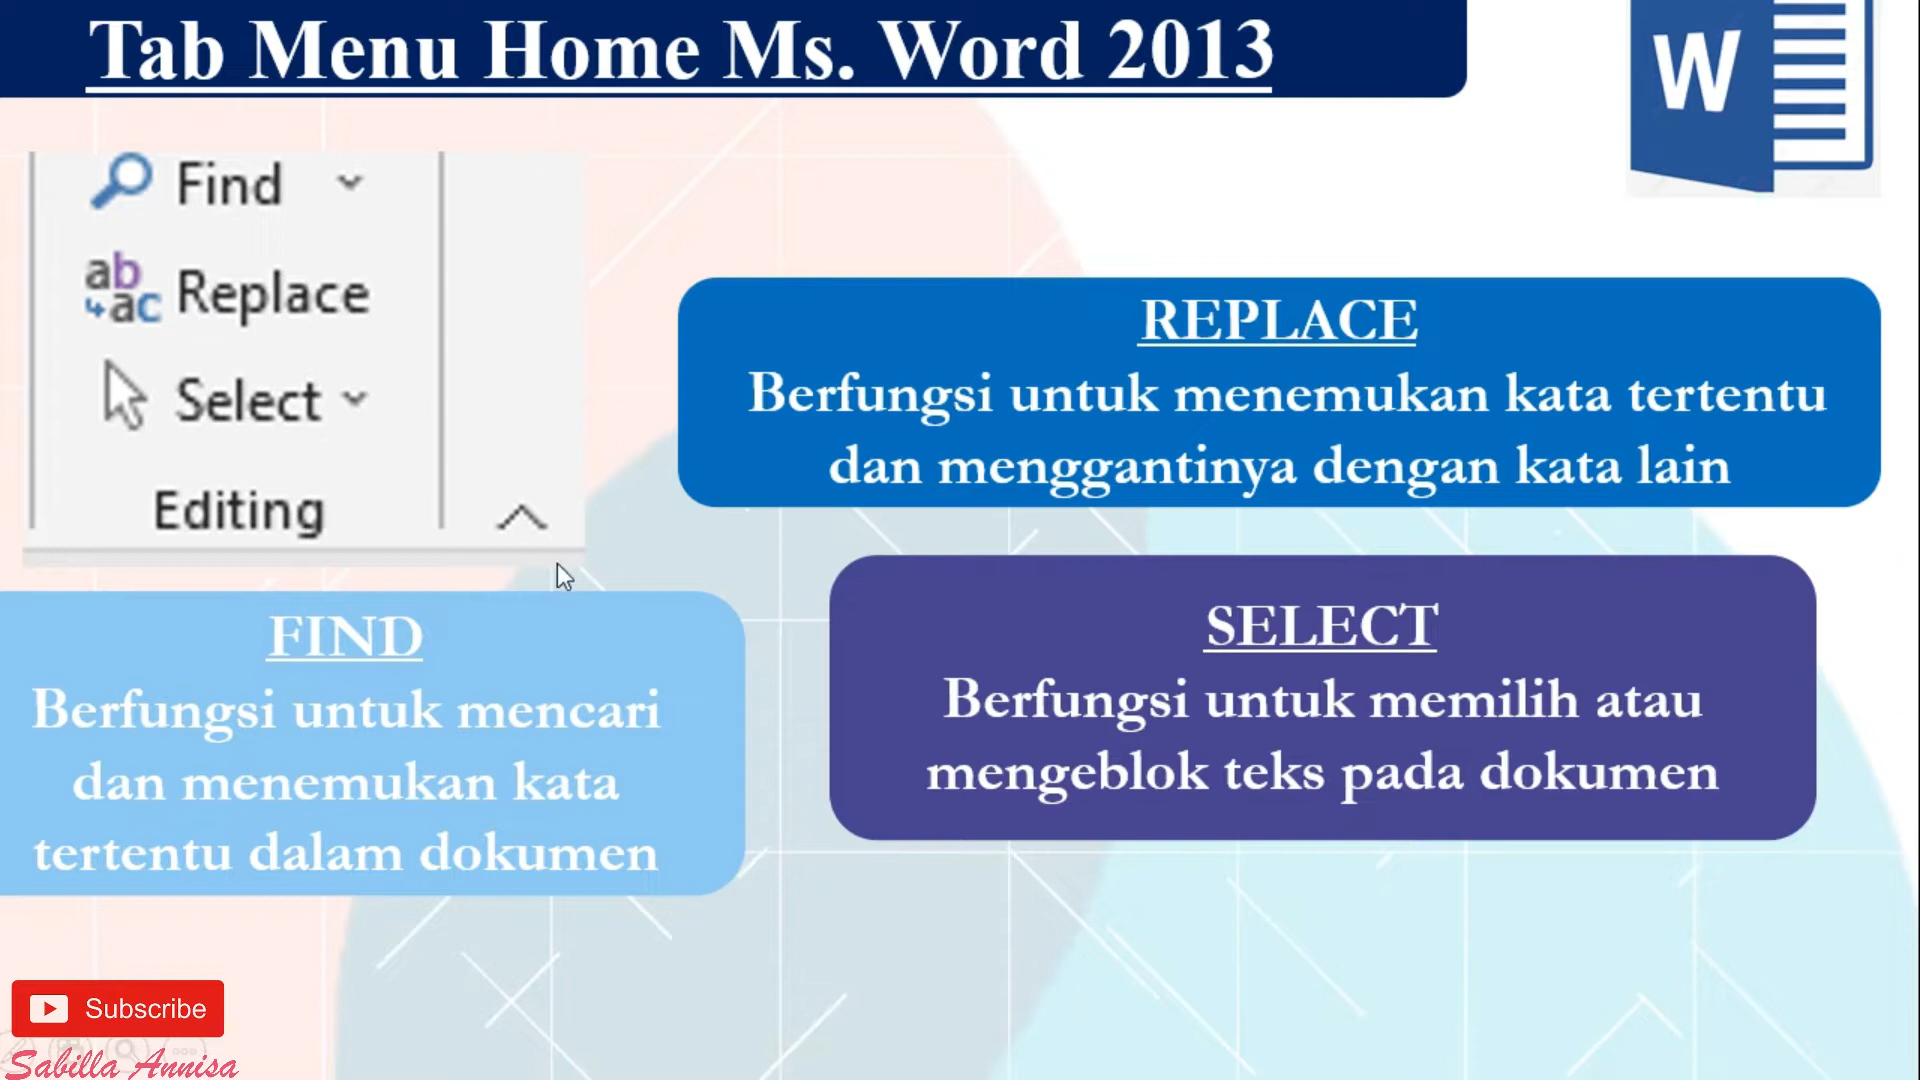 Tab Menu Home Ms. Word 2013
W
Find
ab
ac Replace
Select
Editing
REPLACE
Berfungsi untuk menemukan kata tertentu
dan menggantinya dengan kata lain
FIND
Berfungsi untuk mencari
dan menemukan kata
tertentu dalam dokumen
SELECT
Berfungsi untuk memilih atau
mengeblok teks pada dokumen
Subscribe
Sabilla Annisa